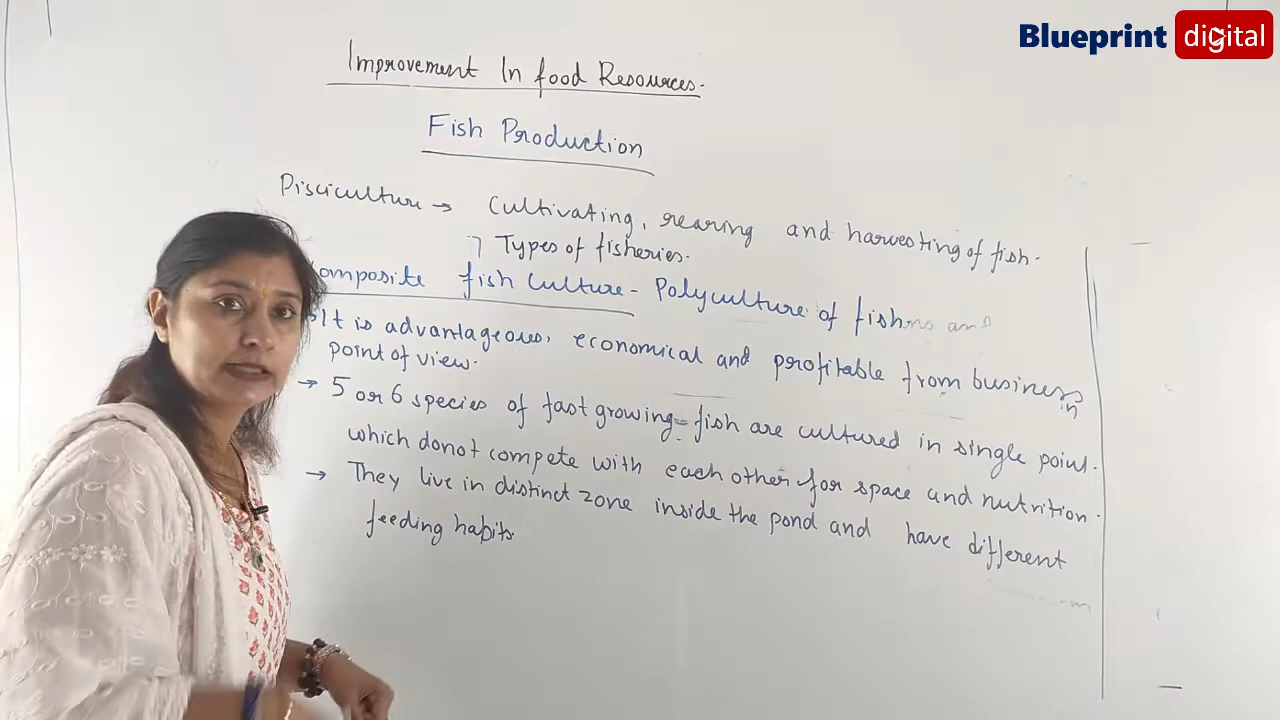 Blueprint digital
Improvement In food Resources.
Fish Production
Pisciculture → Cultivating, rearing and harvesting of fish.
7 Types of fisheries.
omposite fish Culture - Polyculture of fish
It is advantageous, economical and profitable from business
point of view. in
→ 5 or 6 species of fast growing fish are cultured in single point.
which donot compete with each other for space and nutrition.
→ They live in distinct zone inside the pond and have different
feeding habits.